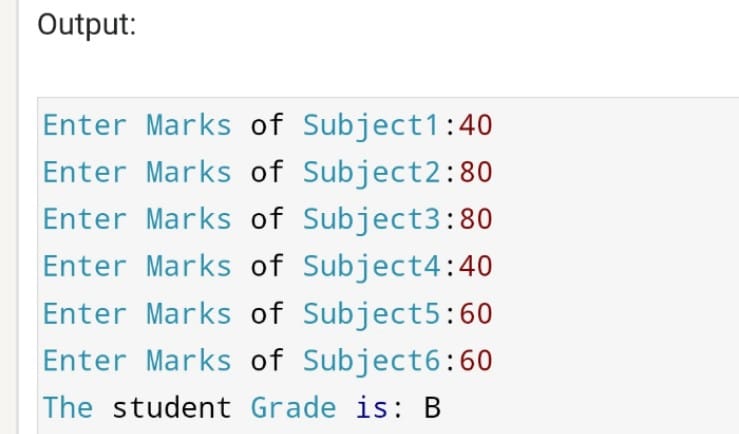 Output:
Enter Marks of Subject1:40
Enter Marks of Subject2:80
Enter Marks of Subject3:80
Enter Marks of Subject4:40
Enter Marks of Subject5:60
Enter Marks of Subject6:60
The student Grade is: B